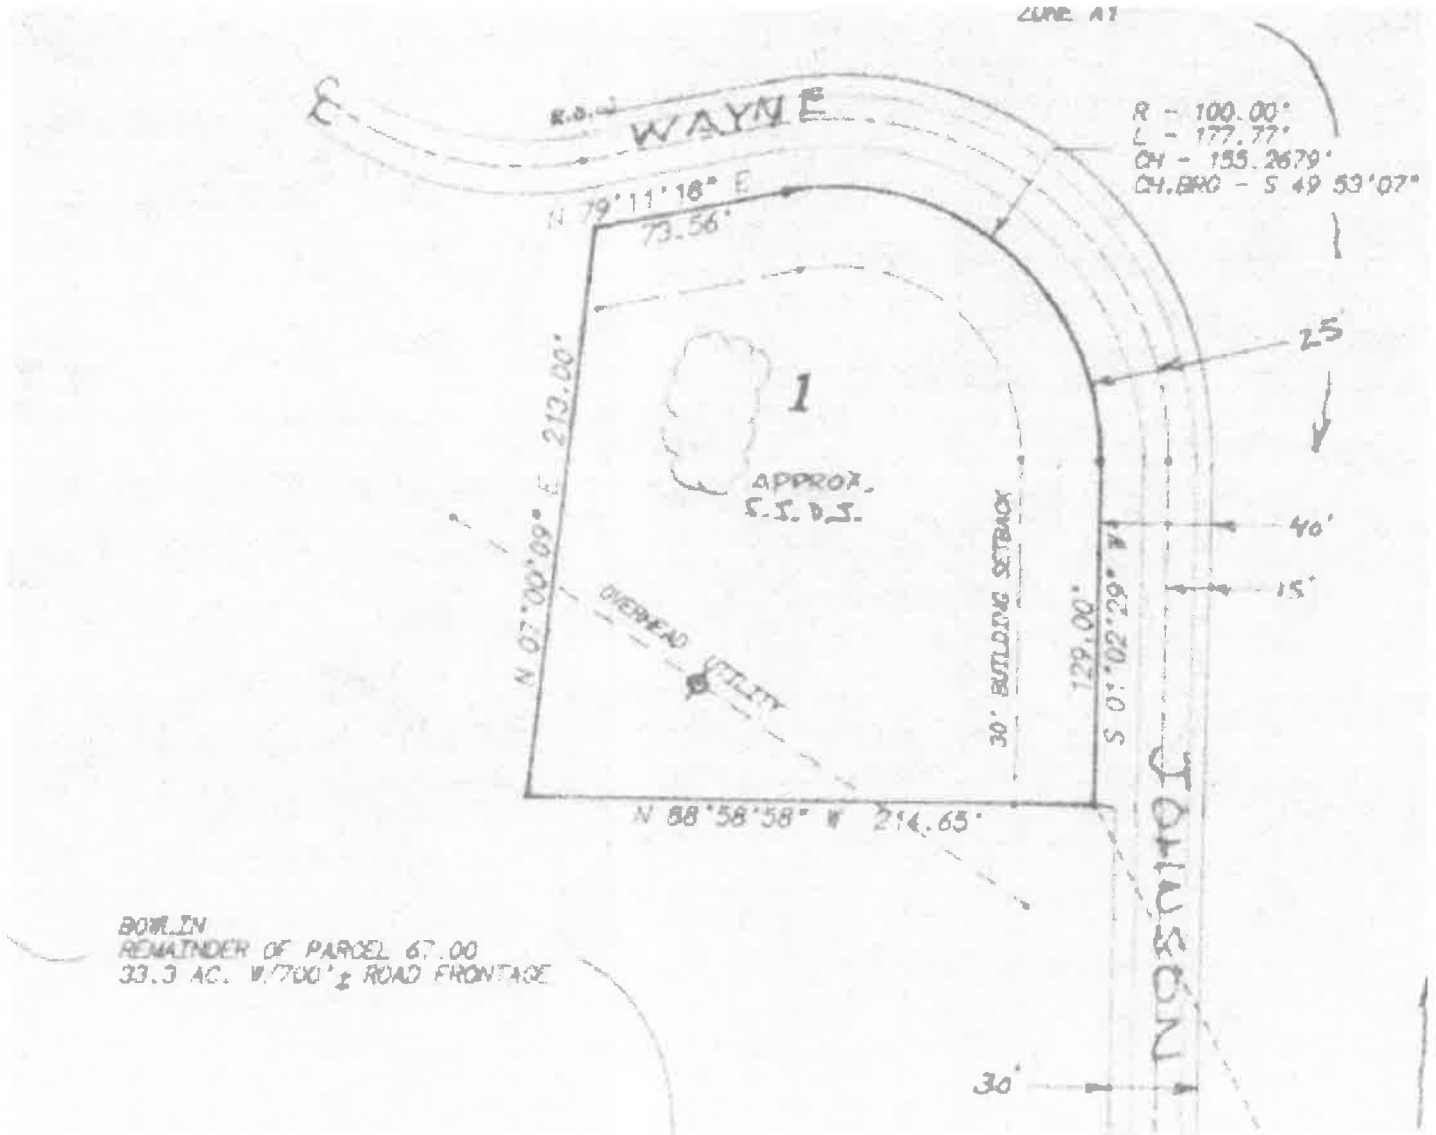 ZONE A1
R.O.W
WAYNE
R - 100.00'
L - 177.77'
CH - 155.2679'
CH.BRG - S 49 53'07"
N 79°11'18" E
73.56'
25'
1
APPROX.
S.S.D.S.
N 07°00'09" E 213.00'
30' BUILDING SETBACK
129.00'
S 01°02'29" W
40'
15'
OVERHEAD
UTILITY
N 88°58'58" W 214.65'
JOHNSON
BOWLIN
REMAINDER OF PARCEL 67.00
33.3 AC. W/700'± ROAD FRONTAGE
30'